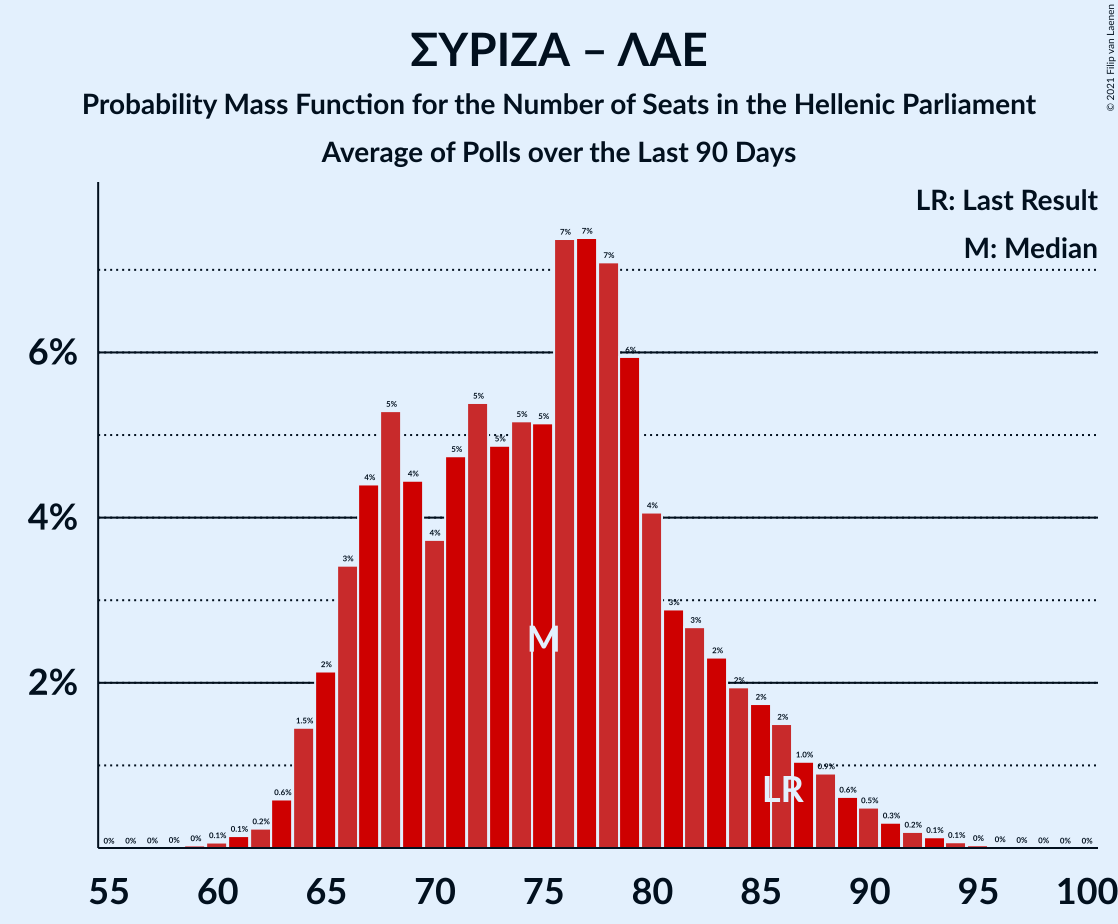 ΣΥΡΙΖΑ – ΛΑΕ
Probability Mass Function for the Number of Seats in the Hellenic Parliament
Average of Polls over the Last 90 Days
© 2021 Filip van Laenen
LR: Last Result
M: Median
6%
4%
2%
0% 0% 0% 0% 0% 0.1% 0.1% 0.2% 0.6% 1.5% 2% 3% 4% 5% 4% 4% 5% 5% 5% 5% 5% 7% 7% 7% 6% 4% 3% 3% 2% 2% 2% 2% 1.0% 0.9% 0.6% 0.5% 0.3% 0.2% 0.1% 0.1% 0% 0% 0% 0% 0% 0%
M
LR
55 60 65 70 75 80 85 90 95 100